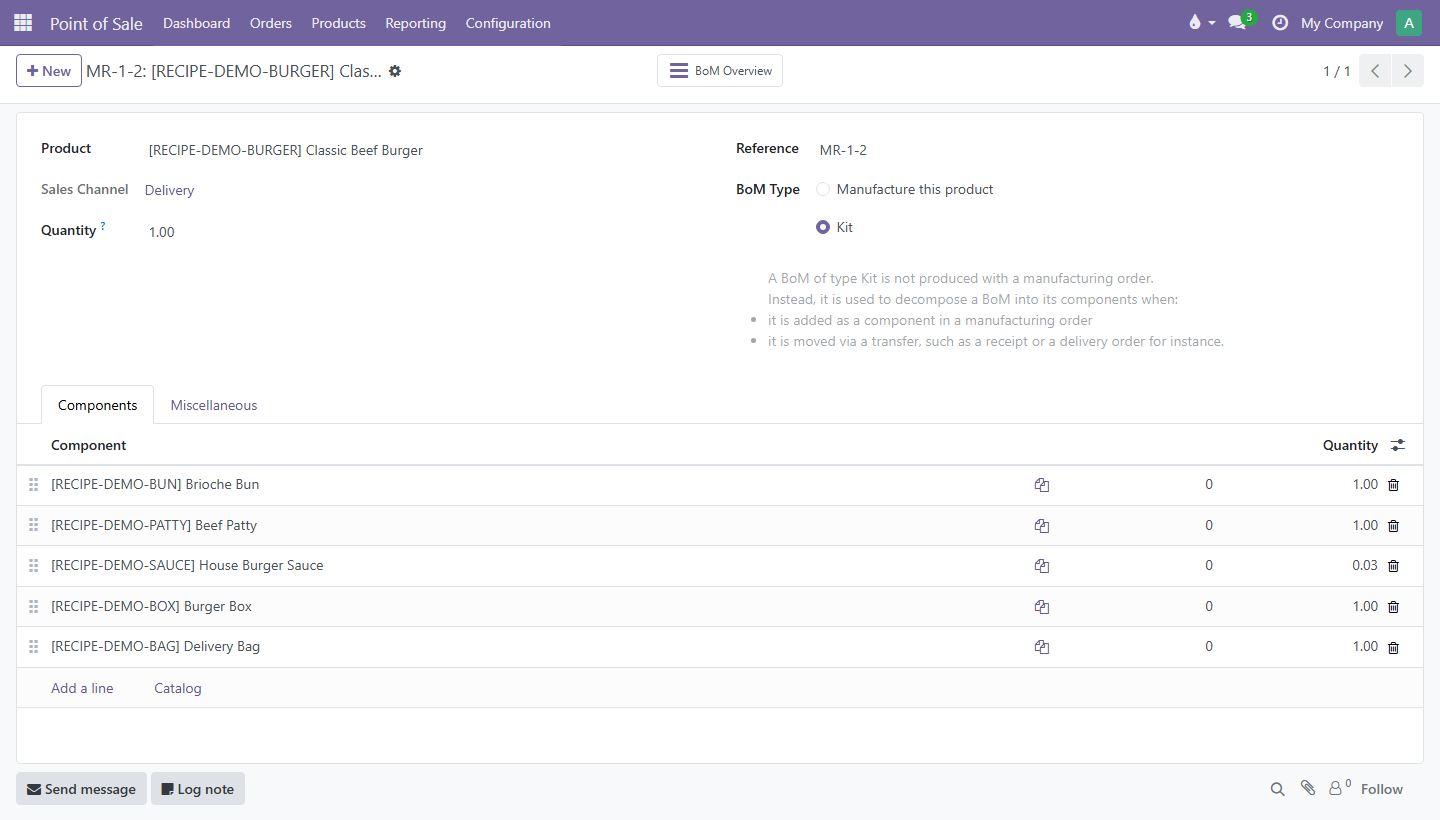 Point of Sale Dashboard Orders Products Reporting Configuration 3 My Company A
New MR-1-2: [RECIPE-DEMO-BURGER] Clas... BoM Overview 1 / 1
Product [RECIPE-DEMO-BURGER] Classic Beef Burger
Reference MR-1-2
Sales Channel Delivery
BoM Type Manufacture this product
Quantity ? 1.00
Kit
A BoM of type Kit is not produced with a manufacturing order.
Instead, it is used to decompose a BoM into its components when:
• it is added as a component in a manufacturing order
• it is moved via a transfer, such as a receipt or a delivery order for instance.
Components Miscellaneous
Component Quantity
[RECIPE-DEMO-BUN] Brioche Bun 0 1.00
[RECIPE-DEMO-PATTY] Beef Patty 0 1.00
[RECIPE-DEMO-SAUCE] House Burger Sauce 0 0.03
[RECIPE-DEMO-BOX] Burger Box 0 1.00
[RECIPE-DEMO-BAG] Delivery Bag 0 1.00
Add a line Catalog
Send message Log note 0 Follow